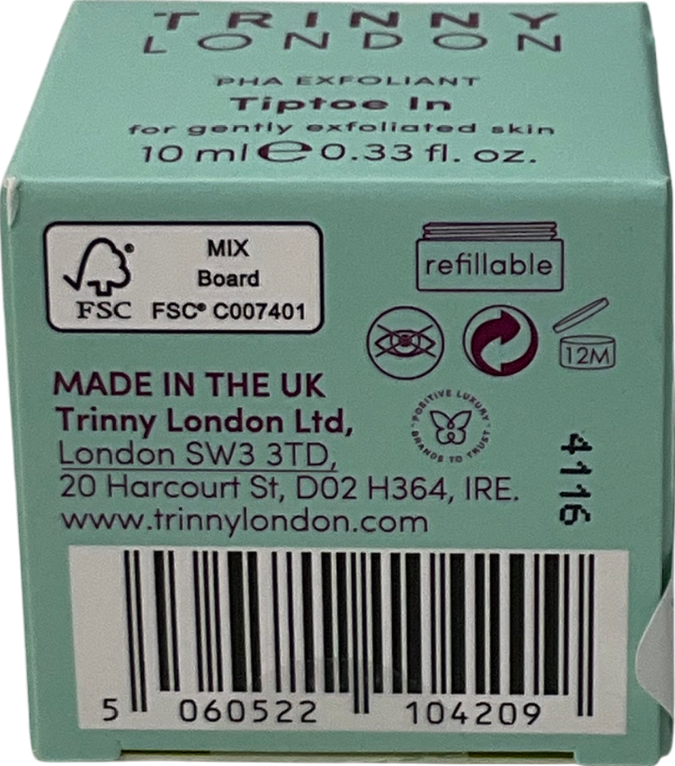 TRINNY
LONDON
PHA EXFOLIANT
Tiptoe In
for gently exfoliated skin
10 ml e 0.33 fl. oz.
MIX
Board
FSC
FSC® C007401
refillable
12M
MADE IN THE UK
Trinny London Ltd,
London SW3 3TD,
20 Harcourt St, D02 H364, IRE.
www.trinnylondon.com
POSITIVE LUXURY
BRANDS TO TRUST
4116
5 060522 104209